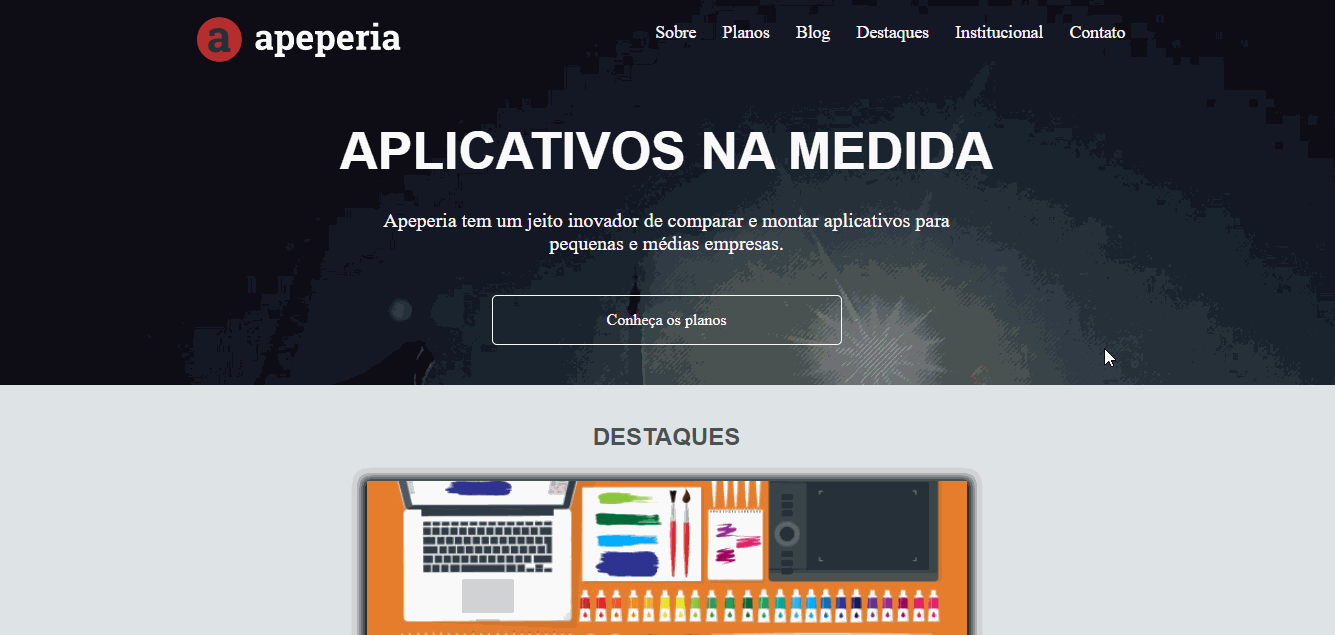 a apeperia
Sobre Planos Blog Destaques Institucional Contato
APLICATIVOS NA MEDIDA
Apeperia tem um jeito inovador de comparar e montar aplicativos para
pequenas e médias empresas.
Conheça os planos
DESTAQUES